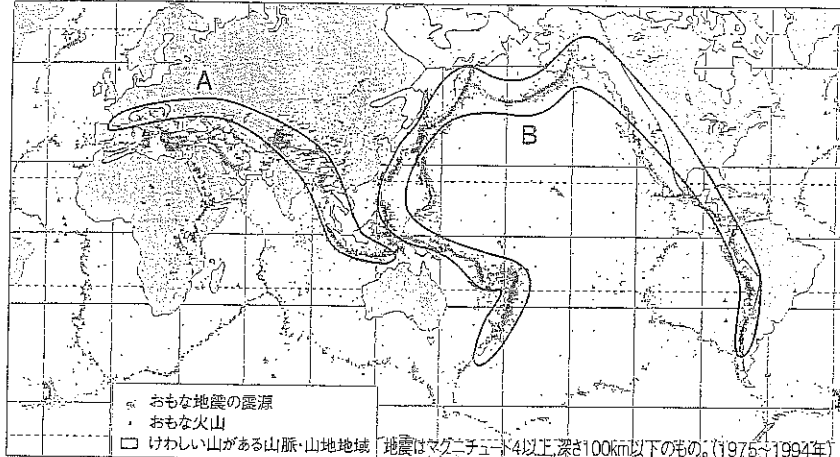 A
B
おもな地震の震源
おもな火山
けわしい山がある山脈・山地地域 地震はマグニチュード4以上,深さ100km以下のもの。(1975～1994年)